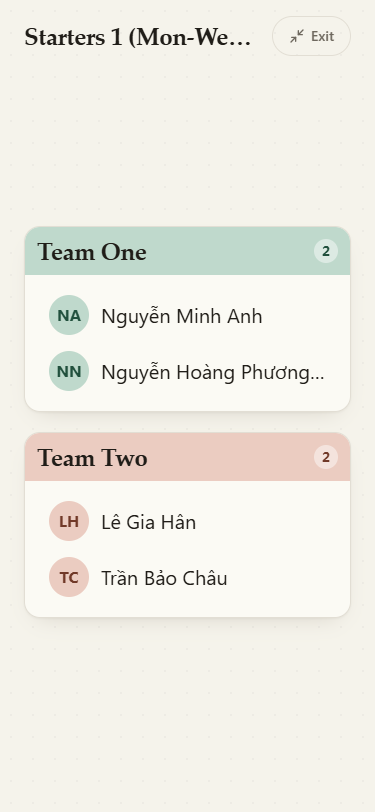 Starters 1 (Mon-We…
Exit
Team One
2
NA
Nguyễn Minh Anh
NN
Nguyễn Hoàng Phương…
Team Two
2
LH
Lê Gia Hân
TC
Trần Bảo Châu